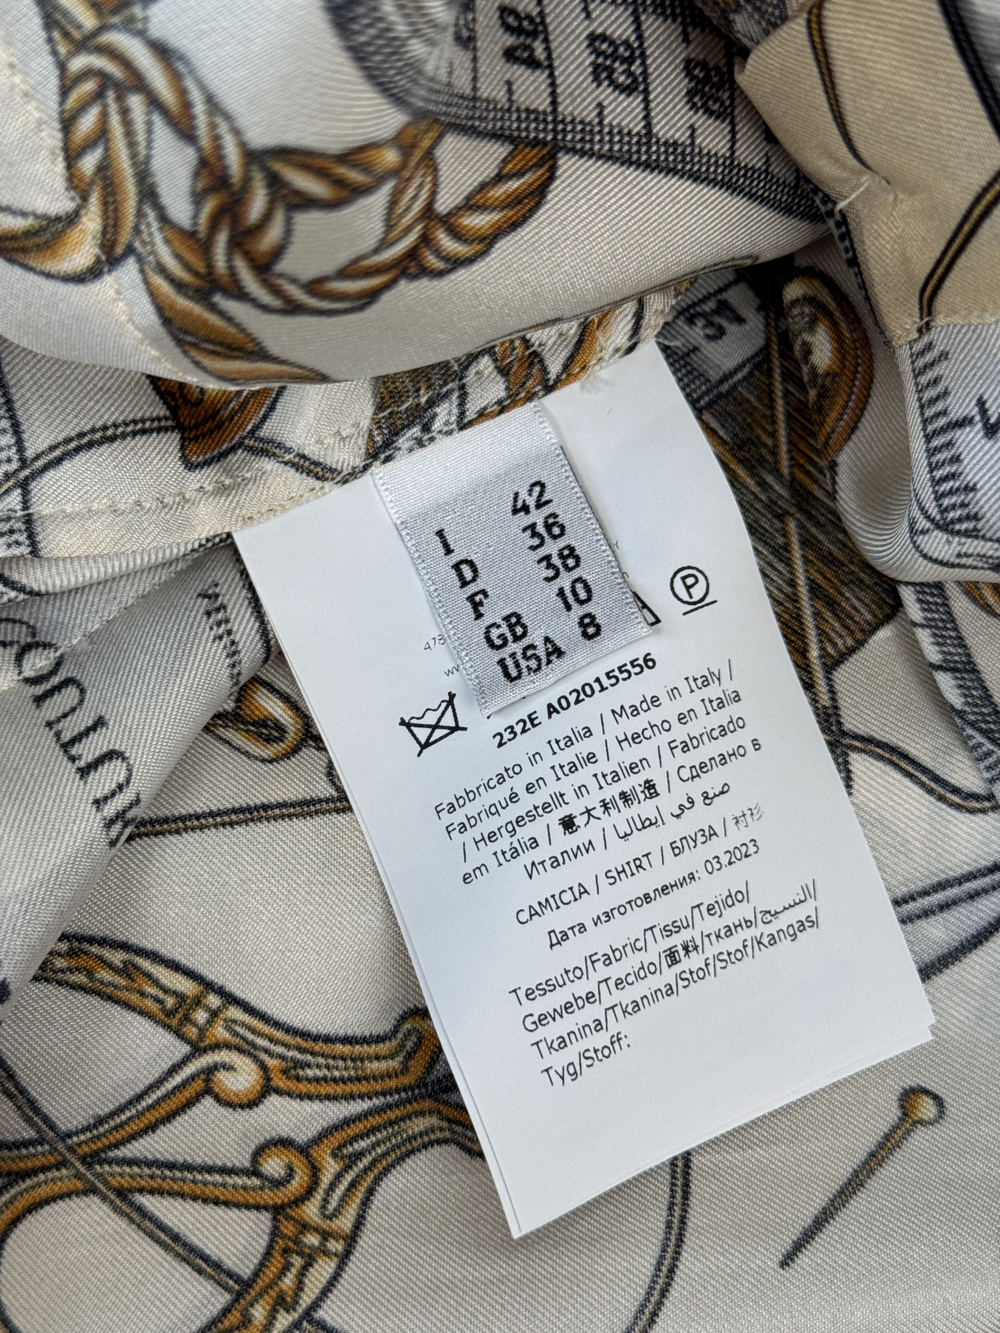 I 42
D 36
F 38
GB 10
USA 8
473
232E A02015556
Fabbricato in Italia / Made in Italy /
Fabriqué en Italie / Hecho en Italia
/ Hergestellt in Italien / Fabricado
em Itália / 意大利制造 / Сделано в
Италии / صنع في إيطاليا
CAMICIA / SHIRT / БЛУЗА / 衬衫
Дата изготовления: 03.2023
Tessuto/Fabric/Tissu/Tejido/
Gewebe/Tecido/面料/ткань/النسيج/
Tkanina/Tkanina/Stof/Stof/Kangas/
Tyg/Stoff:
P